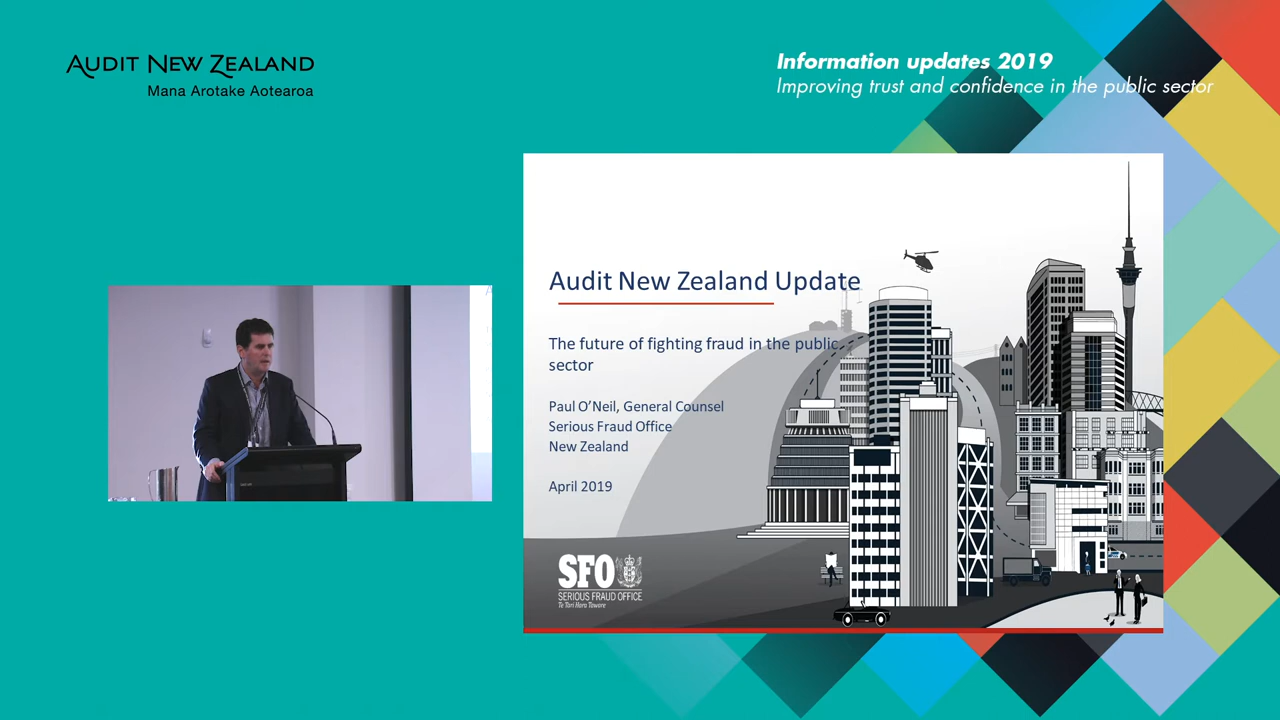 AUDIT NEW ZEALAND
Mana Arotake Aotearoa
Information updates 2019
Improving trust and confidence in the public sector
Audit New Zealand Update
The future of fighting fraud in the public
sector
Paul O'Neil, General Counsel
Serious Fraud Office
New Zealand
April 2019
SFO
SERIOUS FRAUD OFFICE
Te Tari Hara Taware